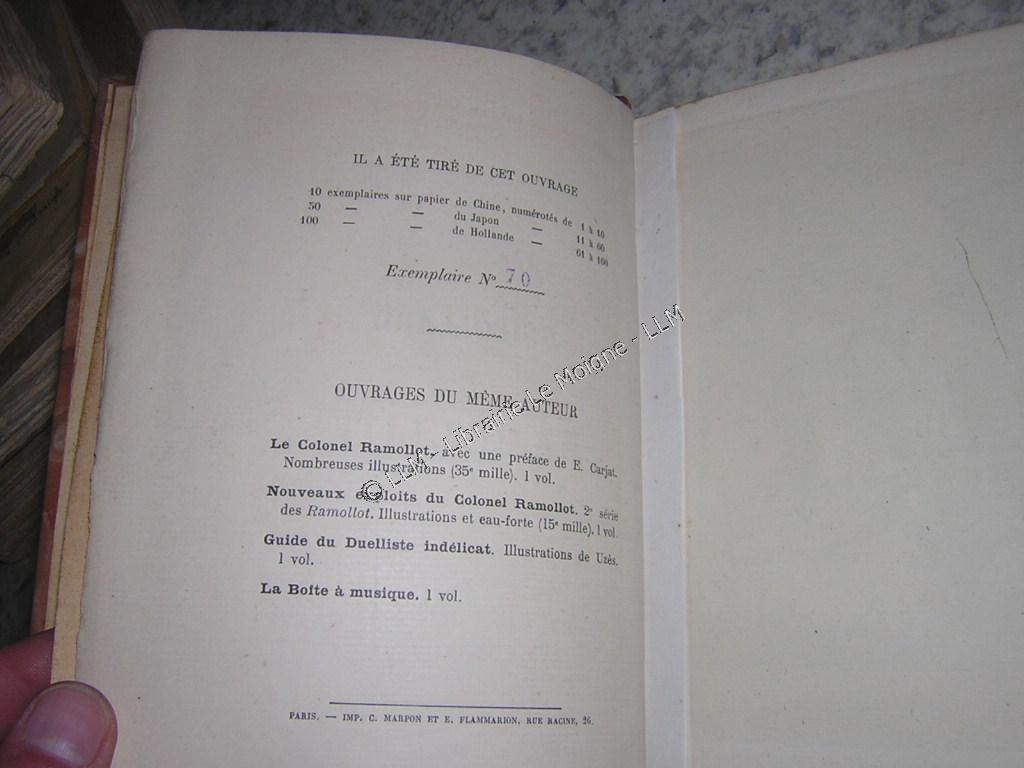 IL A ÉTÉ TIRÉ DE CET OUVRAGE
10 exemplaires sur papier de Chine, numérotés de 1 à 10
50 — — du Japon — 11 à 60
100 — — de Hollande — 61 à 160
Exemplaire Nº 70
OUVRAGES DU MÊME AUTEUR
Le Colonel Ramollot, avec une préface de E. Carjat.
Nombreuses illustrations (35e mille). 1 vol.
Nouveaux exploits du Colonel Ramollot. 2e série
des Ramollot. Illustrations et eau-forte (15e mille). 1 vol.
Guide du Duelliste indélicat. Illustrations de Uzès.
1 vol.
La Boîte à musique. 1 vol.
PARIS. — IMP. C. MARPON ET E. FLAMMARION, RUE RACINE, 26.
© LLM - Librairie Le Moigne - LLM